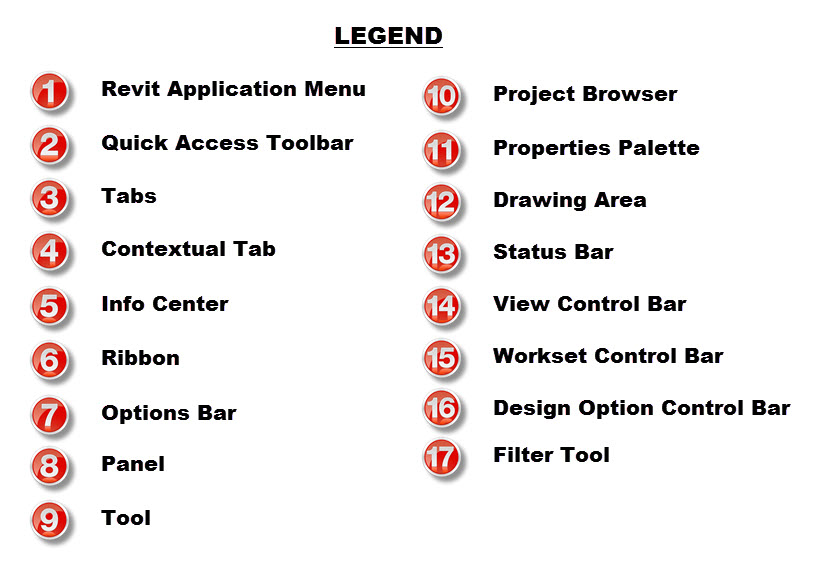 LEGEND
1 Revit Application Menu
2 Quick Access Toolbar
3 Tabs
4 Contextual Tab
5 Info Center
6 Ribbon
7 Options Bar
8 Panel
9 Tool
10 Project Browser
11 Properties Palette
12 Drawing Area
13 Status Bar
14 View Control Bar
15 Workset Control Bar
16 Design Option Control Bar
17 Filter Tool